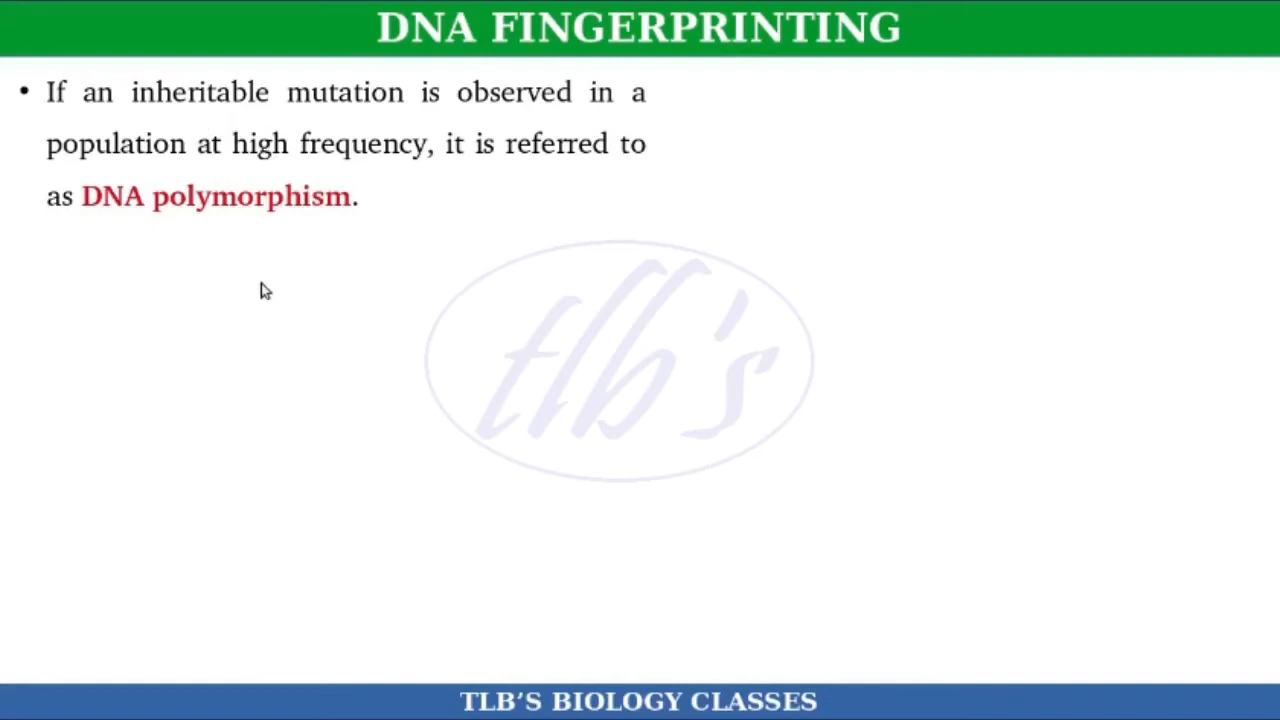 DNA FINGERPRINTING
• If an inheritable mutation is observed in a
population at high frequency, it is referred to
as DNA polymorphism.
tlb's
TLB’S BIOLOGY CLASSES